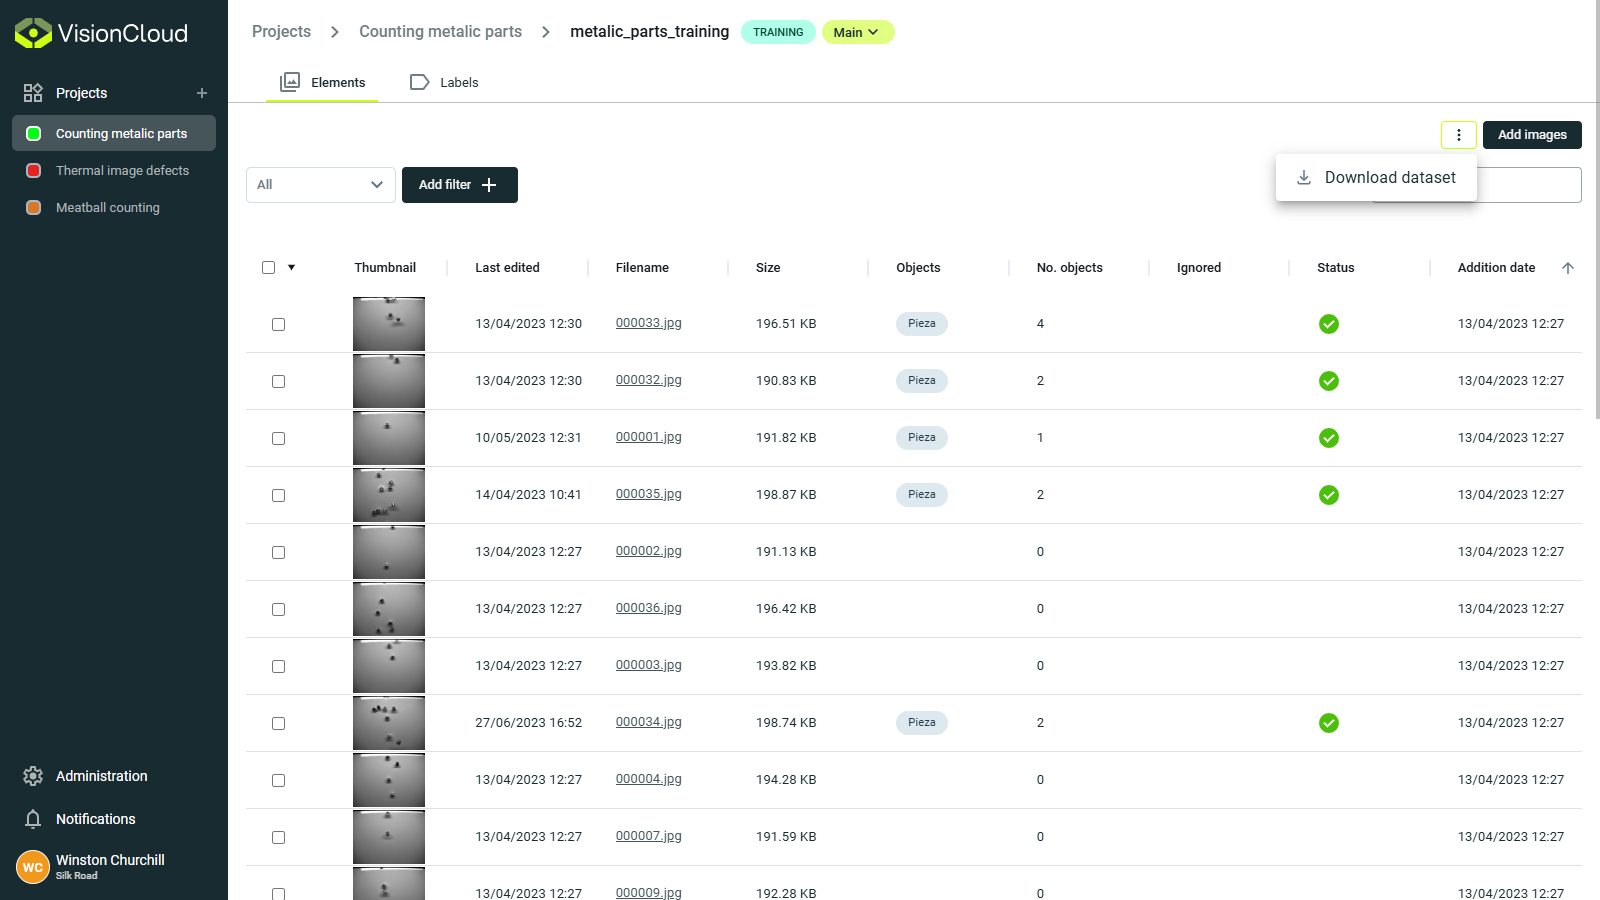 VisionCloud
Projects
Counting metalic parts
Thermal image defects
Meatball counting
Administration
Notifications
WC
Winston Churchill
Silk Road
Projects > Counting metalic parts > metalic_parts_training TRAINING Main
Elements Labels
Add images
Download dataset
All Add filter
Thumbnail Last edited Filename Size Objects No. objects Ignored Status Addition date
13/04/2023 12:30 000033.jpg 196.51 KB Pieza 4 13/04/2023 12:27
13/04/2023 12:30 000032.jpg 190.83 KB Pieza 2 13/04/2023 12:27
10/05/2023 12:31 000001.jpg 191.82 KB Pieza 1 13/04/2023 12:27
14/04/2023 10:41 000035.jpg 198.87 KB Pieza 2 13/04/2023 12:27
13/04/2023 12:27 000002.jpg 191.13 KB 0 13/04/2023 12:27
13/04/2023 12:27 000036.jpg 196.42 KB 0 13/04/2023 12:27
13/04/2023 12:27 000003.jpg 193.82 KB 0 13/04/2023 12:27
27/06/2023 16:52 000034.jpg 198.74 KB Pieza 2 13/04/2023 12:27
13/04/2023 12:27 000004.jpg 194.28 KB 0 13/04/2023 12:27
13/04/2023 12:27 000007.jpg 191.59 KB 0 13/04/2023 12:27
13/04/2023 12:27 000009.jpg 192.28 KB 0 13/04/2023 12:27